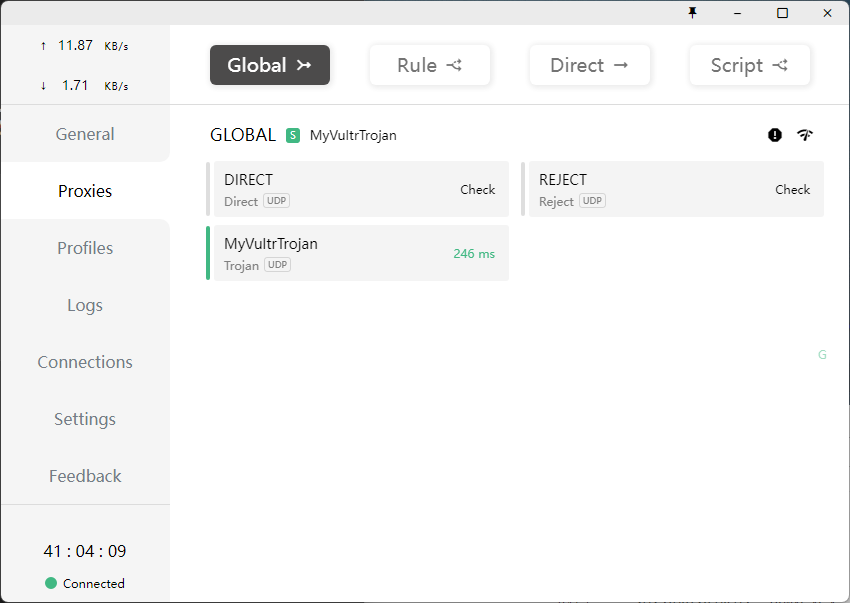 ↑ 11.87 KB/s
↓ 1.71 KB/s
General
Proxies
Profiles
Logs
Connections
Settings
Feedback
41 : 04 : 09
Connected
Global
Rule
Direct →
Script
GLOBAL S MyVultrTrojan
DIRECT
Direct UDP
Check
REJECT
Reject UDP
Check
MyVultrTrojan
Trojan UDP
246 ms
G